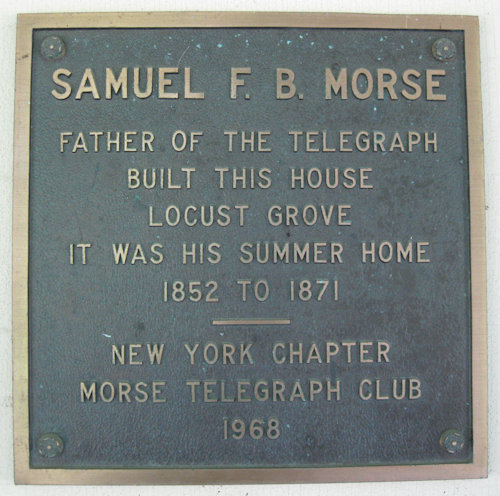 SAMUEL F. B. MORSE
FATHER OF THE TELEGRAPH
BUILT THIS HOUSE
LOCUST GROVE
IT WAS HIS SUMMER HOME
1852 TO 1871
NEW YORK CHAPTER
MORSE TELEGRAPH CLUB
1968